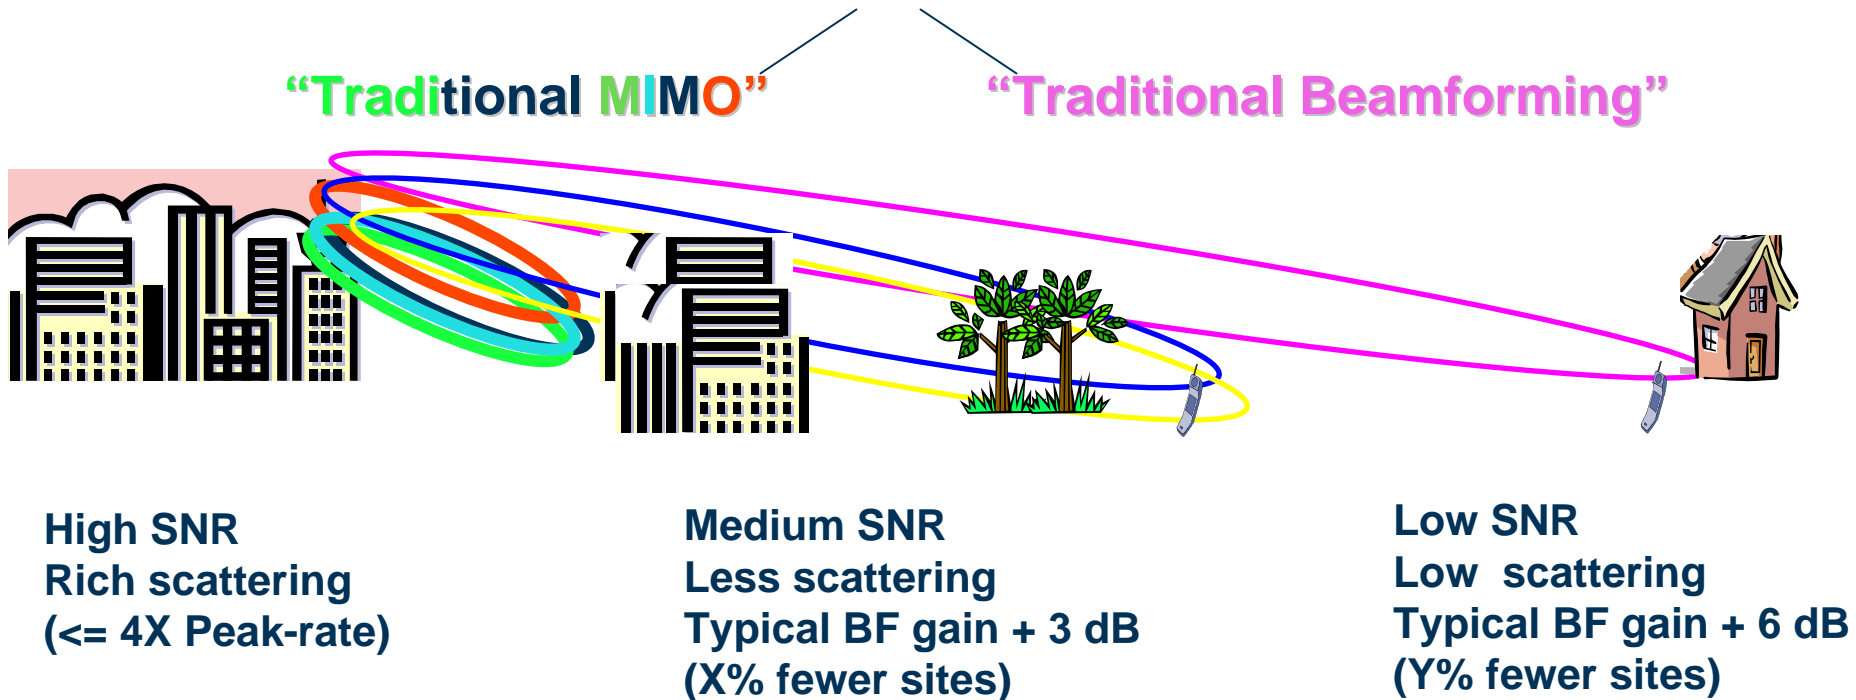 “Traditional MIMO”
“Traditional Beamforming”
High SNR
Rich scattering
(<= 4X Peak-rate)
Medium SNR
Less scattering
Typical BF gain + 3 dB
(X% fewer sites)
Low SNR
Low  scattering
Typical BF gain + 6 dB
(Y% fewer sites)